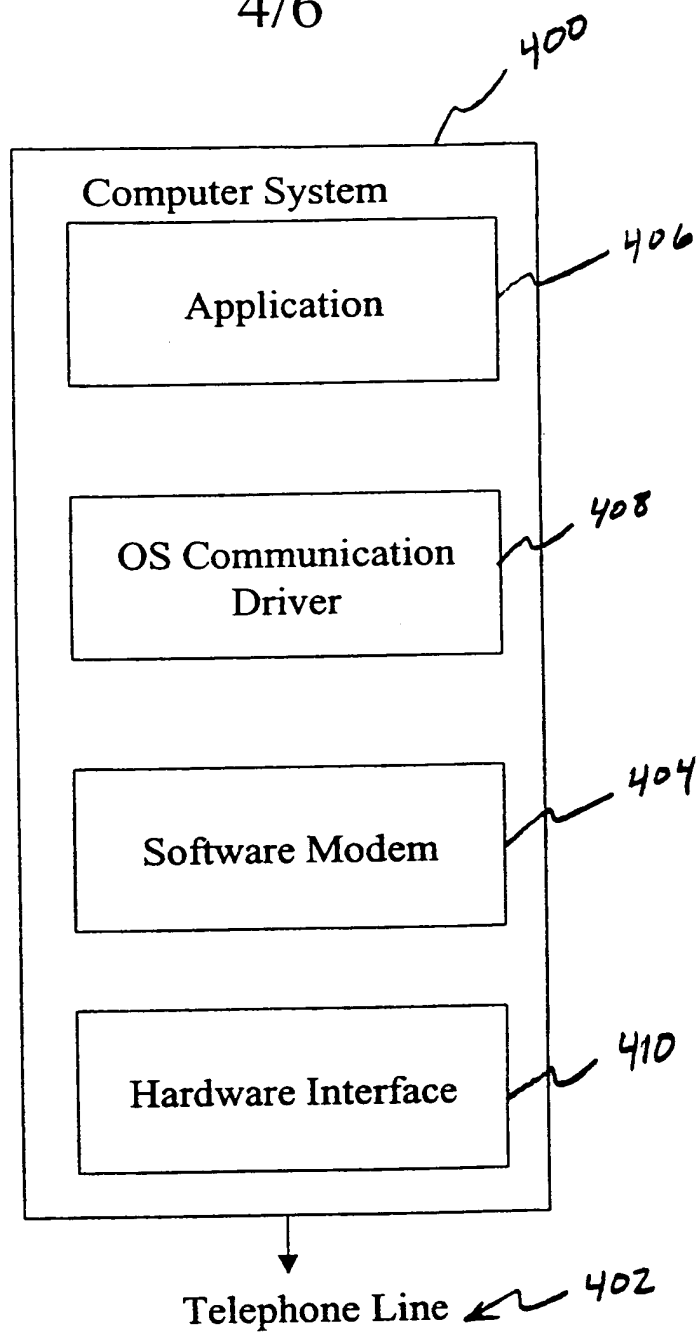 4/6
400
Computer System
Application
406
OS Communication
Driver
408
Software Modem
404
Hardware Interface
410
Telephone Line
402